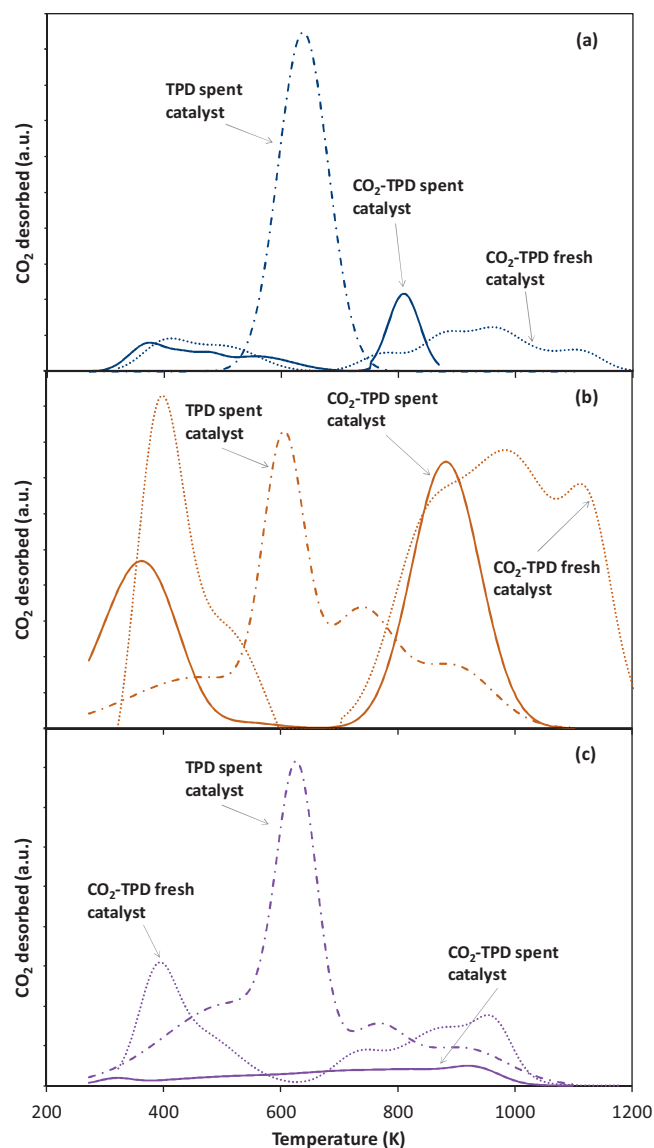 (a)
TPD spent
catalyst
CO₂-TPD spent
catalyst
CO₂-TPD fresh
catalyst
CO₂ desorbed (a.u.)
(b)
CO₂-TPD spent
catalyst
TPD spent
catalyst
CO₂-TPD fresh
catalyst
CO₂ desorbed (a.u.)
(c)
TPD spent
catalyst
CO₂-TPD fresh
catalyst
CO₂-TPD spent
catalyst
CO₂ desorbed (a.u.)
200 400 600 800 1000 1200
Temperature (K)